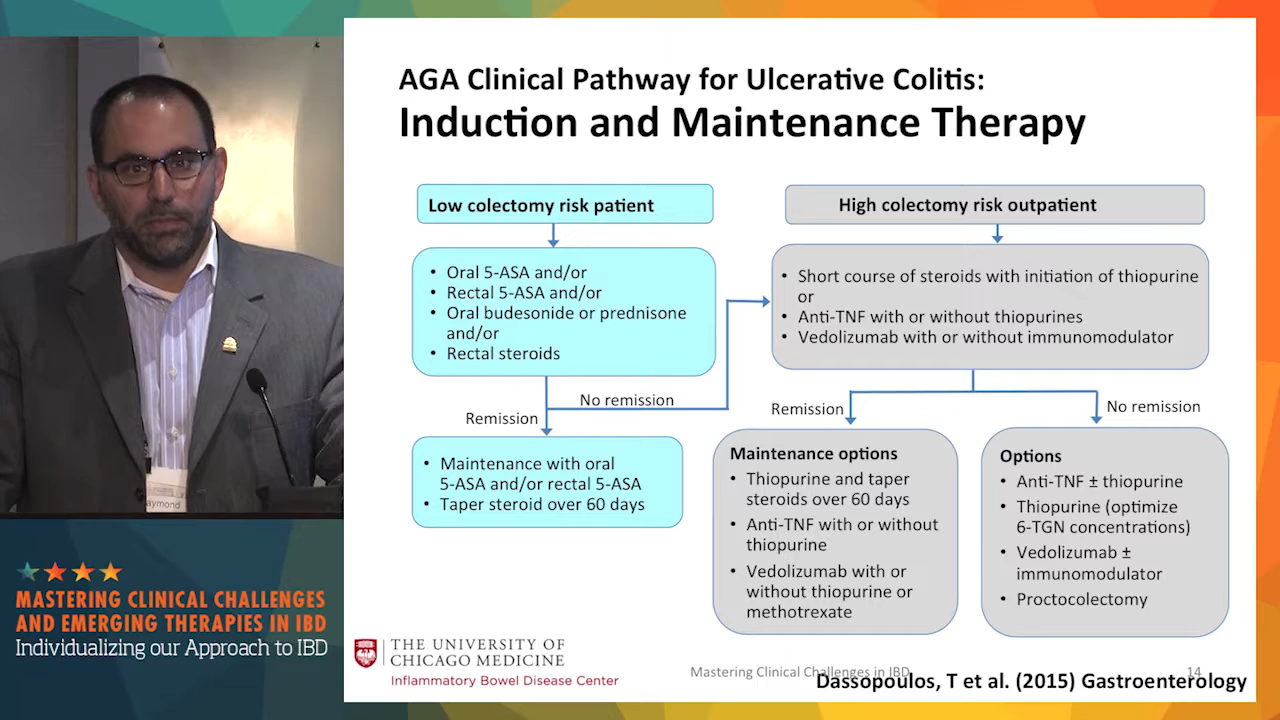 AGA Clinical Pathway for Ulcerative Colitis:
Induction and Maintenance Therapy
Low colectomy risk patient
• Oral 5-ASA and/or
• Rectal 5-ASA and/or
• Oral budesonide or prednisone
and/or
• Rectal steroids
No remission
Remission
• Maintenance with oral
5-ASA and/or rectal 5-ASA
• Taper steroid over 60 days
High colectomy risk outpatient
• Short course of steroids with initiation of thiopurine
or
• Anti-TNF with or without thiopurines
• Vedolizumab with or without immunomodulator
Remission
No remission
Maintenance options
• Thiopurine and taper
steroids over 60 days
• Anti-TNF with or without
thiopurine
• Vedolizumab with or
without thiopurine or
methotrexate
Options
• Anti-TNF ± thiopurine
• Thiopurine (optimize
6-TGN concentrations)
• Vedolizumab ±
immunomodulator
• Proctocolectomy
THE UNIVERSITY OF
CHICAGO MEDICINE
Inflammatory Bowel Disease Center
Mastering Clinical Challenges in IBD
14
Dassopoulos, T et al. (2015) Gastroenterology
aymond
MASTERING CLINICAL CHALLENGES
AND EMERGING THERAPIES IN IBD
Individualizing our Approach to IBD